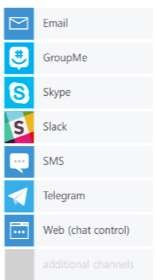 Email
GroupMe
Skype
Slack
SMS
Telegram
Web (chat control)
additional channels